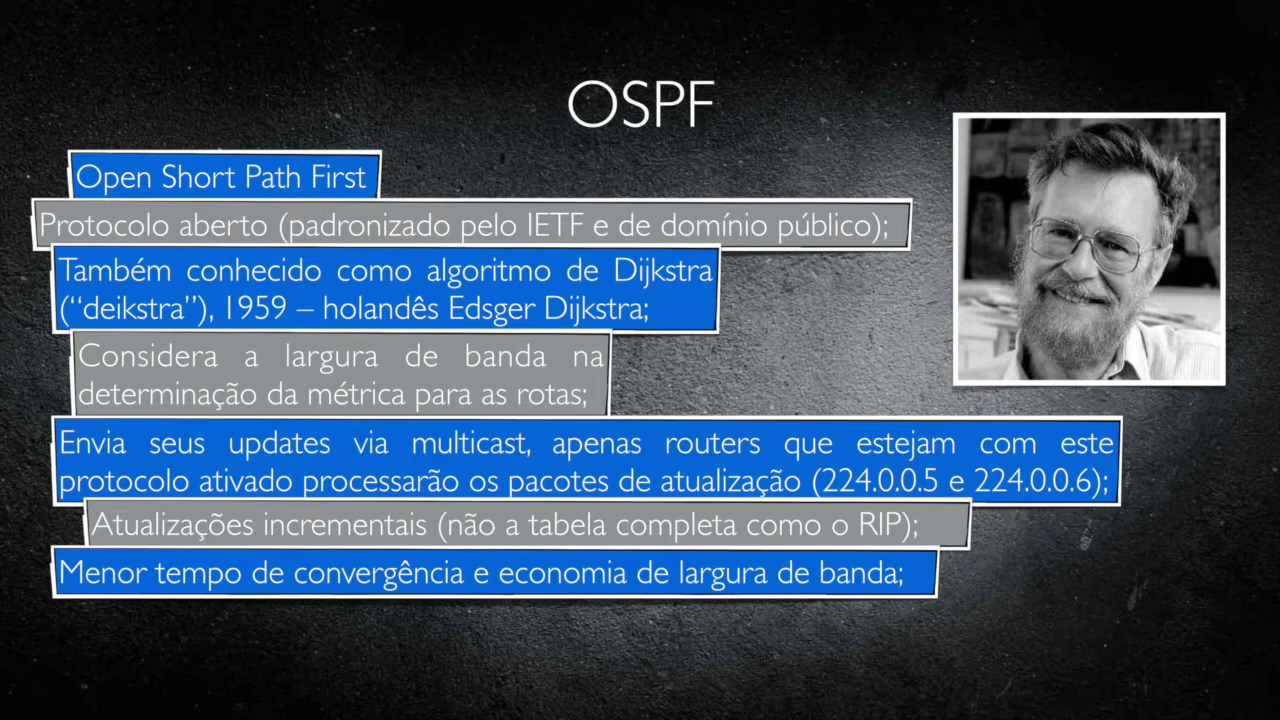 OSPF
Open Short Path First
Protocolo aberto (padronizado pelo IETF e de domínio público);
Também conhecido como algoritmo de Dijkstra
(“deikstra”), 1959 – holandês Edsger Dijkstra;
Considera a largura de banda na
determinação da métrica para as rotas;
Envia seus updates via multicast, apenas routers que estejam com este
protocolo ativado processarão os pacotes de atualização (224.0.0.5 e 224.0.0.6);
Atualizações incrementais (não a tabela completa como o RIP);
Menor tempo de convergência e economia de largura de banda;